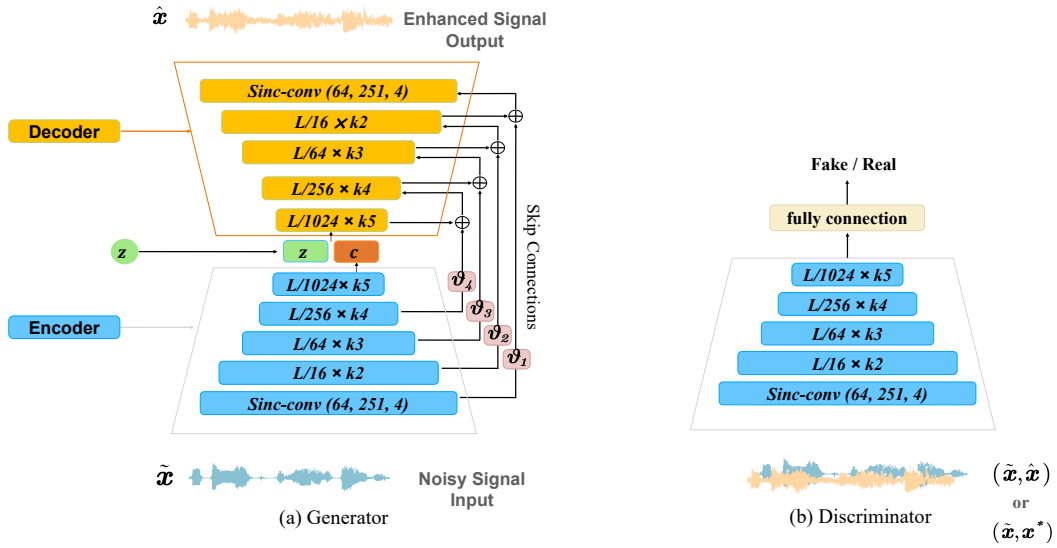 x̂
Enhanced Signal
Output
Sinc-conv (64, 251, 4)
L/16 × k2
Decoder
L/64 × k3
L/256 × k4
L/1024 × k5
z
z
c
Skip Connections
L/1024× k5
ϑ₄
L/256 × k4
ϑ₃
Encoder
L/64 × k3
ϑ₂
L/16 × k2
ϑ₁
Sinc-conv (64, 251, 4)
x̃
Noisy Signal
Input
(a) Generator
Fake / Real
fully connection
L/1024 × k5
L/256 × k4
L/64 × k3
L/16 × k2
Sinc-conv (64, 251, 4)
(x̃, x̂)
or
(x̃, x*)
(b) Discriminator